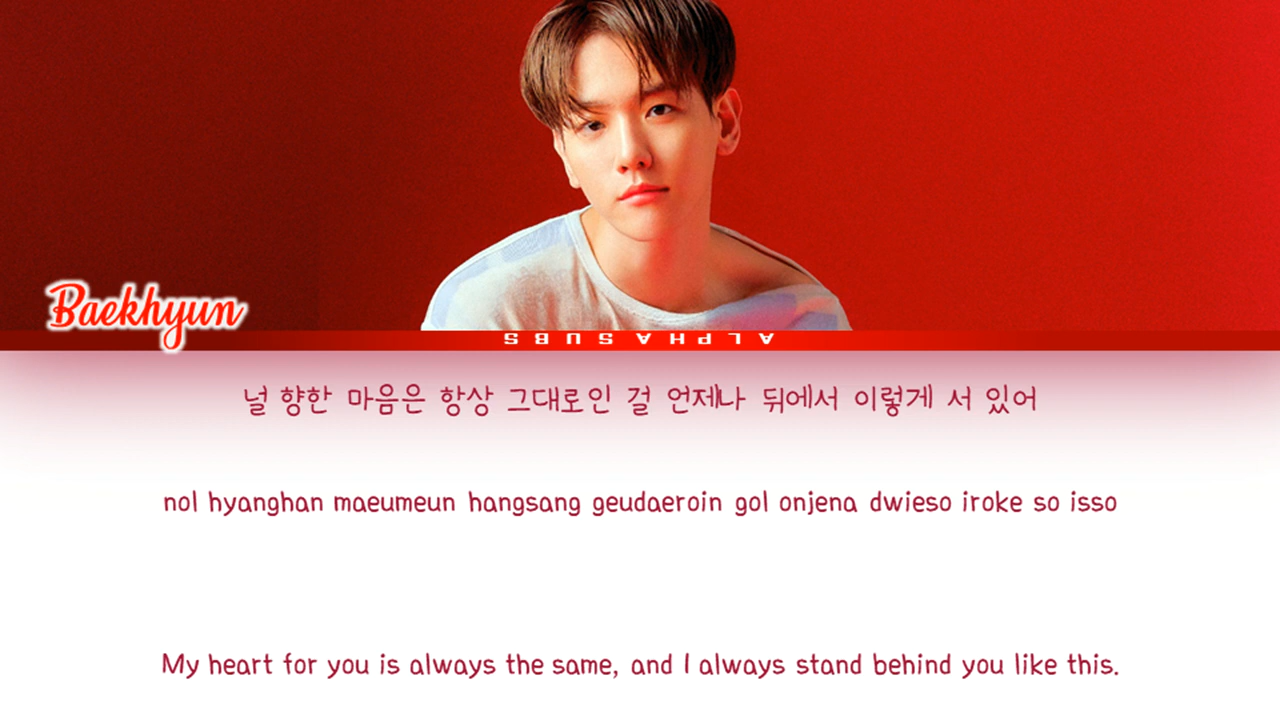 Baekhyun
ALPHASUBS
널 향한 마음은 항상 그대로인 걸 언제나 뒤에서 이렇게 서 있어
nol hyanghan maeumeun hangsang geudaeroin gol onjena dwieso iroke so isso
My heart for you is always the same, and I always stand behind you like this.